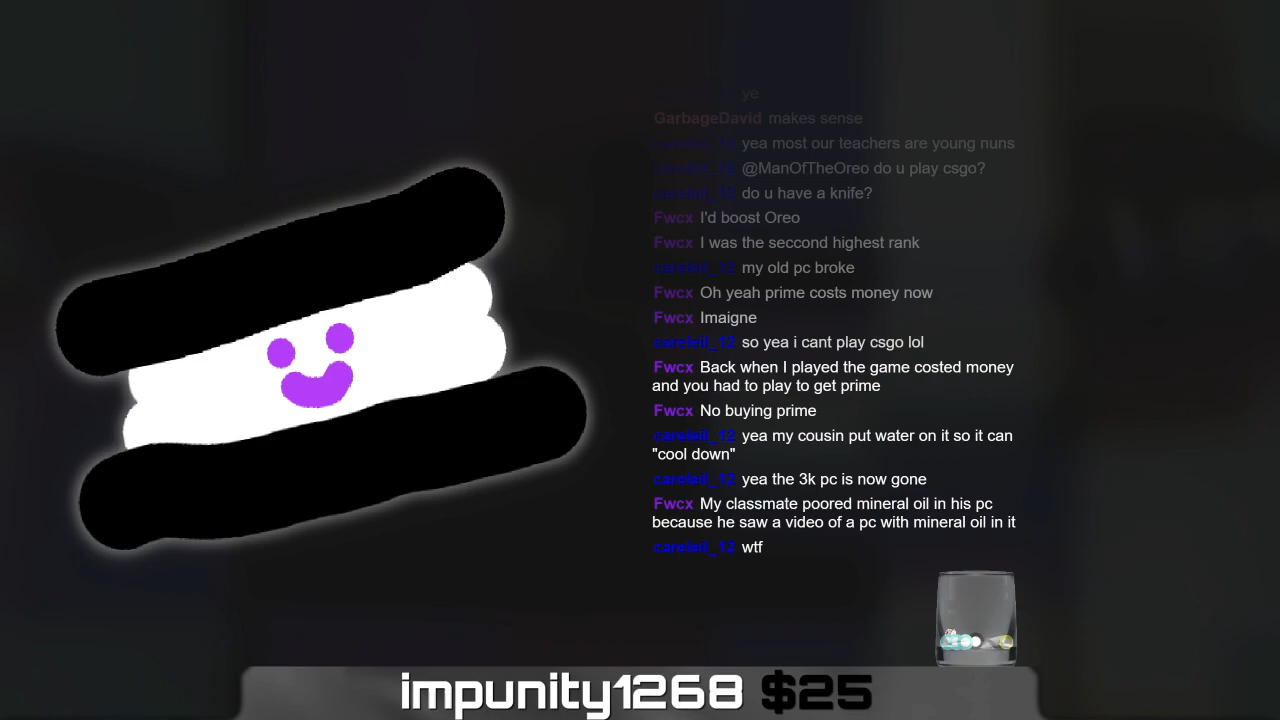 ye
GarbageDavid makes sense
yea most our teachers are young nuns
@ManOfTheOreo do u play csgo?
do u have a knife?
Fwcx I'd boost Oreo
Fwcx I was the seccond highest rank
my old pc broke
Fwcx Oh yeah prime costs money now
Fwcx Imaigne
so yea i cant play csgo lol
Fwcx Back when I played the game costed money
and you had to play to get prime
Fwcx No buying prime
yea my cousin put water on it so it can
"cool down"
yea the 3k pc is now gone
Fwcx My classmate poored mineral oil in his pc
because he saw a video of a pc with mineral oil in it
wtf
impunity1268 $25